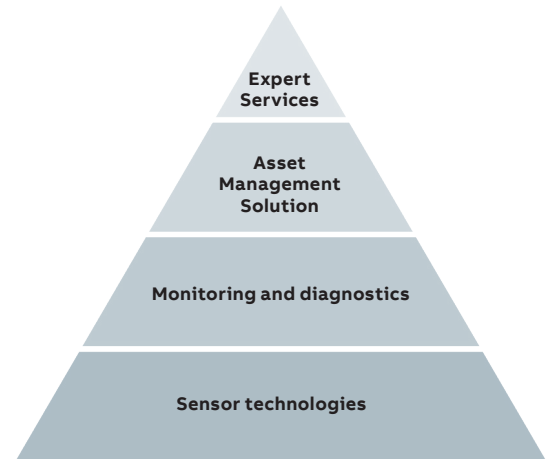 Expert
Services
Asset
Management
Solution
Monitoring and diagnostics
Sensor technologies